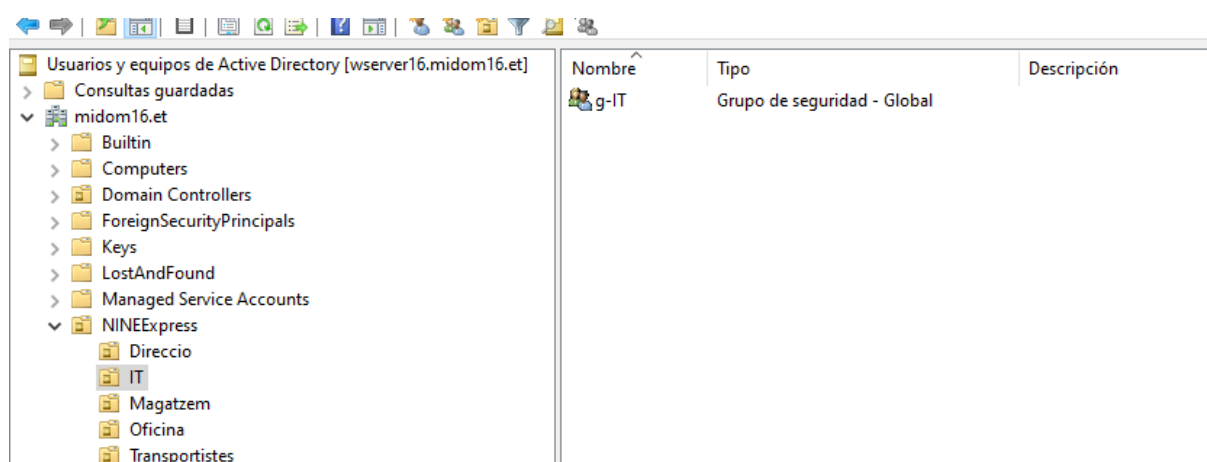 Usuarios y equipos de Active Directory [wserver16.midom16.et]
Consultas guardadas
midom16.et
Builtin
Computers
Domain Controllers
ForeignSecurityPrincipals
Keys
LostAndFound
Managed Service Accounts
NINEExpress
Direccio
IT
Magatzem
Oficina
Transportistes
Nombre Tipo Descripción
g-IT Grupo de seguridad - Global